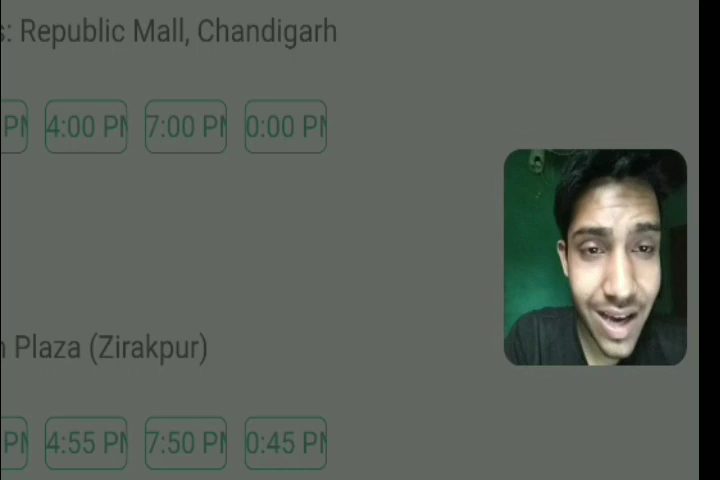 s: Republic Mall, Chandigarh
PM 4:00 PM 7:00 PM 0:00 PM
n Plaza (Zirakpur)
PM 4:55 PM 7:50 PM 0:45 PM